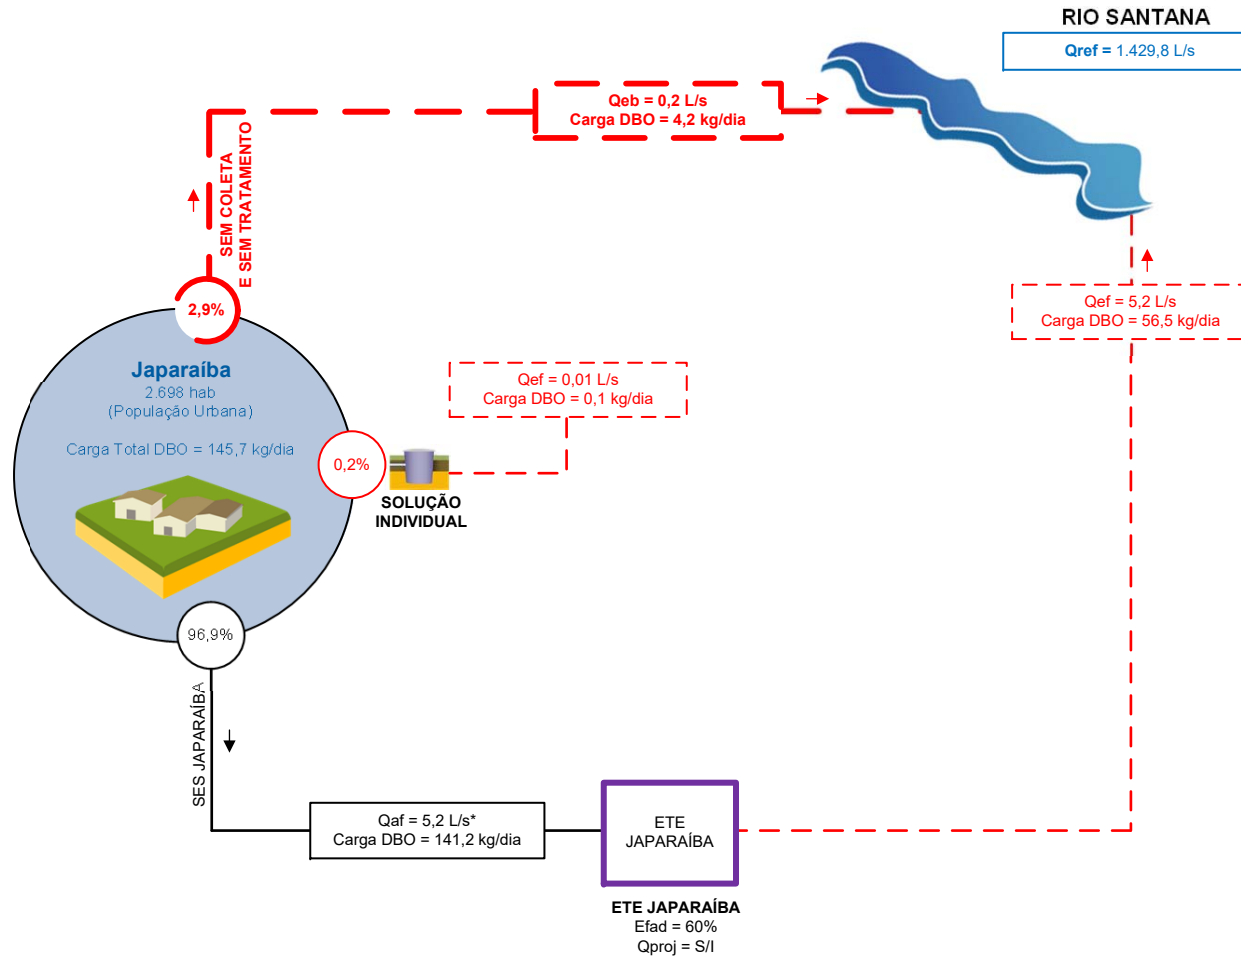 RIO SANTANA
Qref = 1.429,8 L/s
Qeb = 0,2 L/s
Carga DBO = 4,2 kg/dia
SEM COLETA
E SEM TRATAMENTO
2,9%
Qef = 5,2 L/s
Carga DBO = 56,5 kg/dia
Japaraíba
2.698 hab
(População Urbana)
Carga Total DBO = 145,7 kg/dia
Qef = 0,01 L/s
Carga DBO = 0,1 kg/dia
0,2%
SOLUÇÃO
INDIVIDUAL
96,9%
SES JAPARAÍBA
Qaf = 5,2 L/s*
Carga DBO = 141,2 kg/dia
ETE
JAPARAÍBA
ETE JAPARAÍBA
Efad = 60%
Qproj = S/I